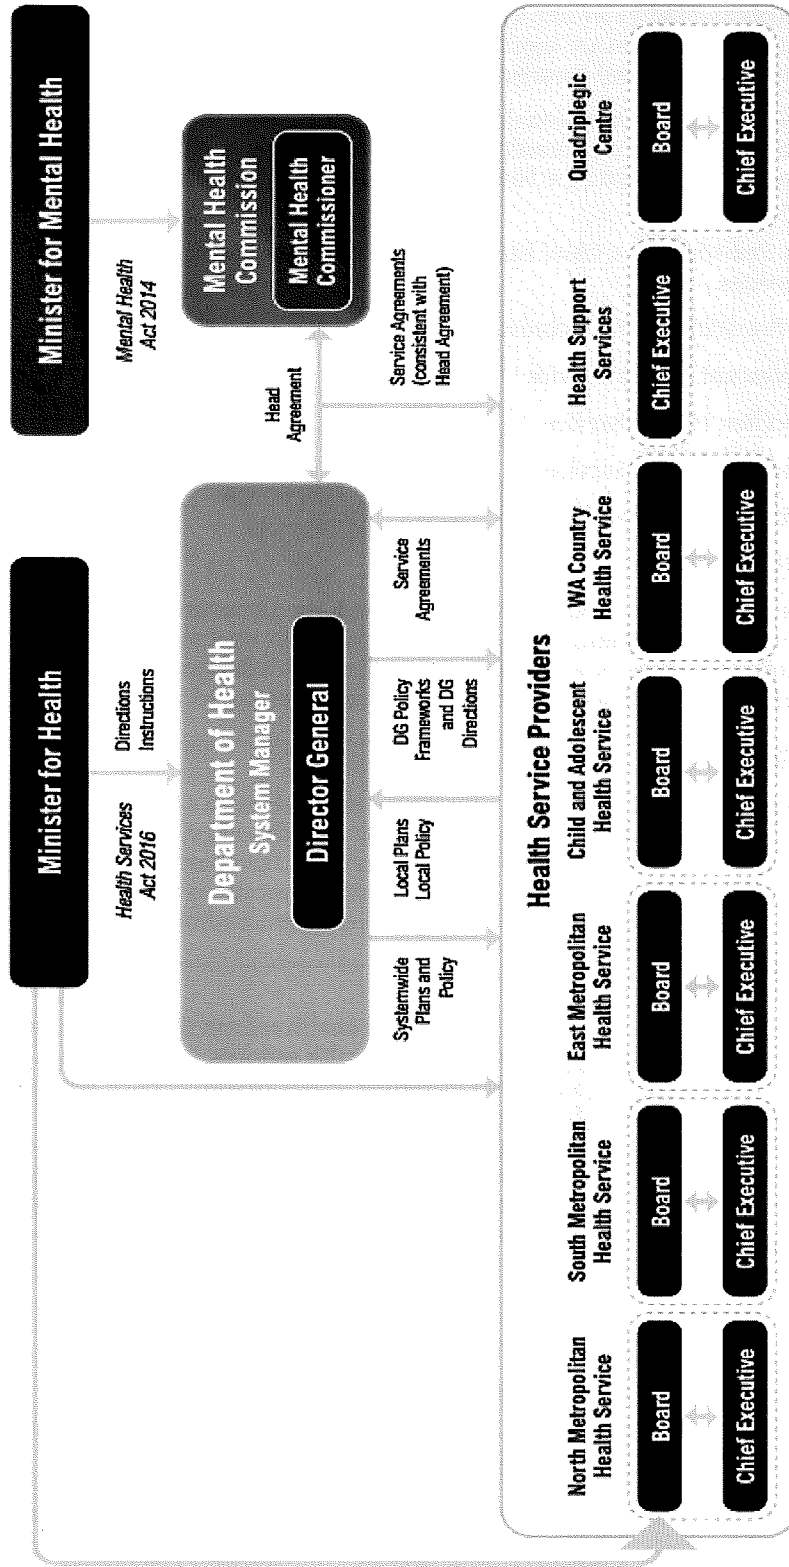 Minister for Health
Minister for Mental Health
Health Services
Act 2016
Directions
Instructions
Mental Health
Act 2014
Department of Health
System Manager
Director General
Head
Agreement
Mental Health
Commission
Mental Health
Commissioner
Systemwide
Plans and
Policy
Local Plans
Local Policy
DG Policy
Frameworks
and DG
Directions
Service
Agreements
Service Agreements
(consistent with
Head Agreement)
Health Service Providers
North Metropolitan
Health Service
Board
Chief Executive
South Metropolitan
Health Service
Board
Chief Executive
East Metropolitan
Health Service
Board
Chief Executive
Child and Adolescent
Health Service
Board
Chief Executive
WA Country
Health Service
Board
Chief Executive
Health Support
Services
Chief Executive
Quadriplegic
Centre
Board
Chief Executive